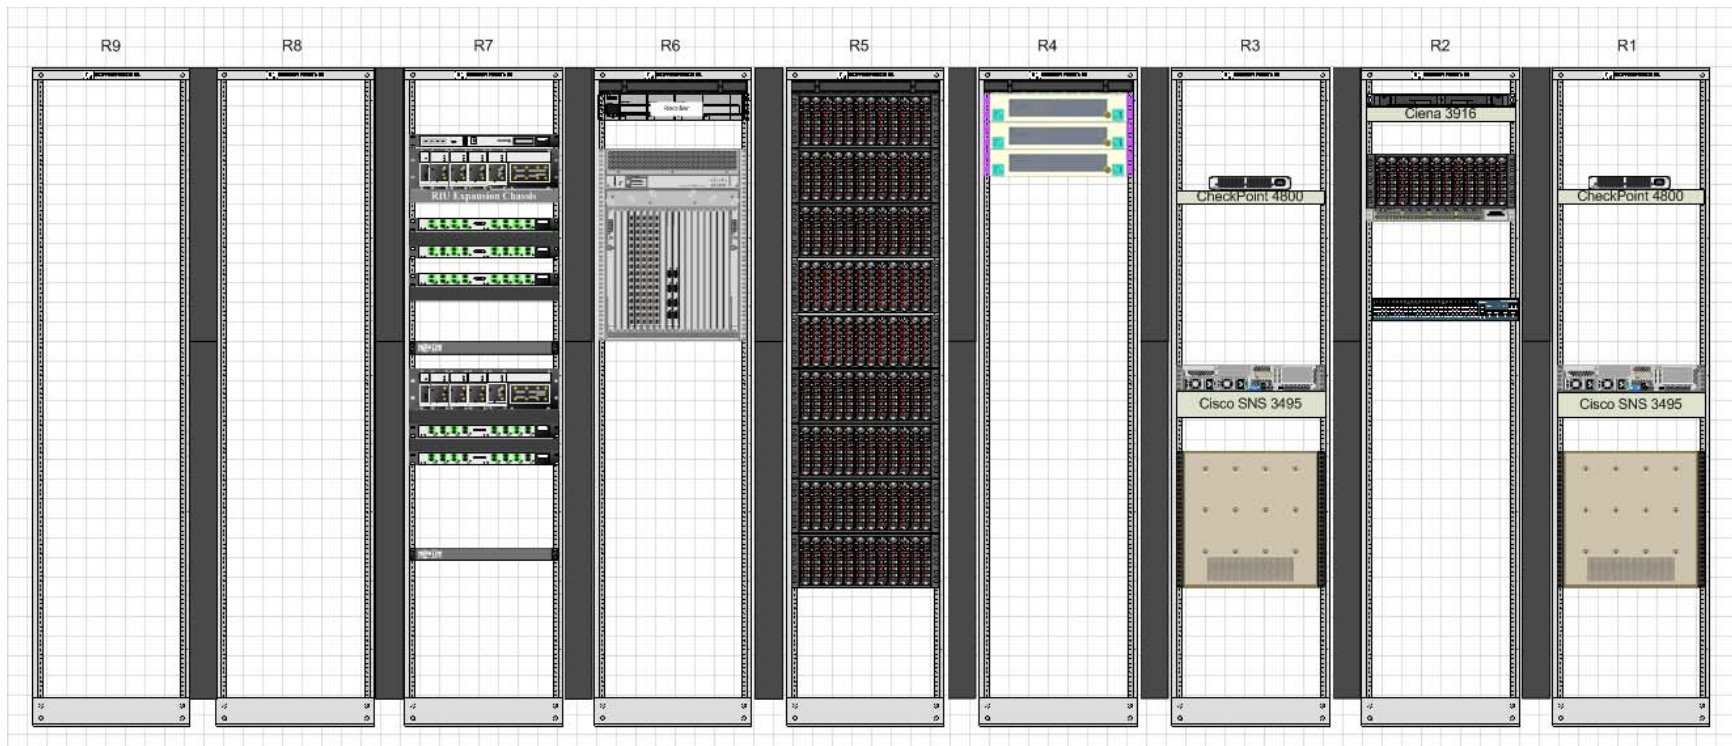 R9 R8 R7 R6 R5 R4 R3 R2 R1
Rectifier
Ciena 3916
RIU Expansion Chassis
CheckPoint 4800
CheckPoint 4800
Cisco SNS 3495
Cisco SNS 3495